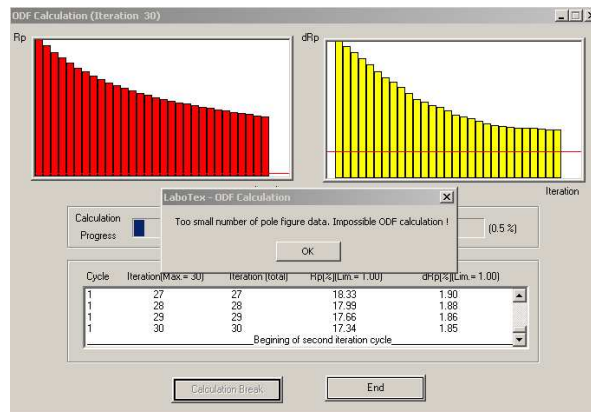 ODF Calculation (Iteration 30)
Rp
dRp
Iteration
LaboTex - ODF Calculation
Too small number of pole figure data. Impossible ODF calculation !
OK
Calculation
Progress
(0.5 %)
Cycle Iteration(Max.= 30) Iteration (total) Rp[%](Lim.= 1.00) dRp[%](Lim.= 1.00)
1 27 27 18.33 1.90
1 28 28 17.99 1.88
1 29 29 17.66 1.86
1 30 30 17.34 1.85
Begining of second iteration cycle
Calculation Break
End